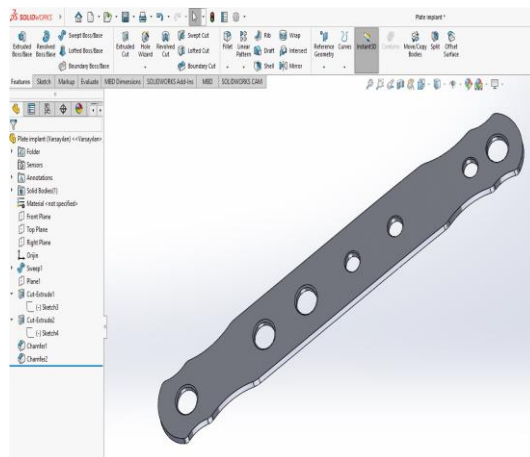 SOLIDWORKS
Plate implant *
Extruded Boss/Base
Revolved Boss/Base
Swept Boss/Base
Lofted Boss/Base
Boundary Boss/Base
Extruded Cut
Hole Wizard
Revolved Cut
Swept Cut
Lofted Cut
Boundary Cut
Fillet
Linear Pattern
Rib
Draft
Shell
Wrap
Intersect
Mirror
Reference Geometry
Curves
Instant3D
Combine
Move/Copy Bodies
Split
Offset Surface
Features Sketch Markup Evaluate MBD Dimensions SOLIDWORKS Add-Ins MBD SOLIDWORKS CAM
Plate implant (Varsayılan) <<Varsayılan>
Folder
Sensors
Annotations
Solid Bodies(1)
Material <not specified>
Front Plane
Top Plane
Right Plane
Orijin
Sweep1
Plane1
Cut-Extrude1
(-) Sketch3
Cut-Extrude2
(-) Sketch4
Chamfer1
Chamfer2